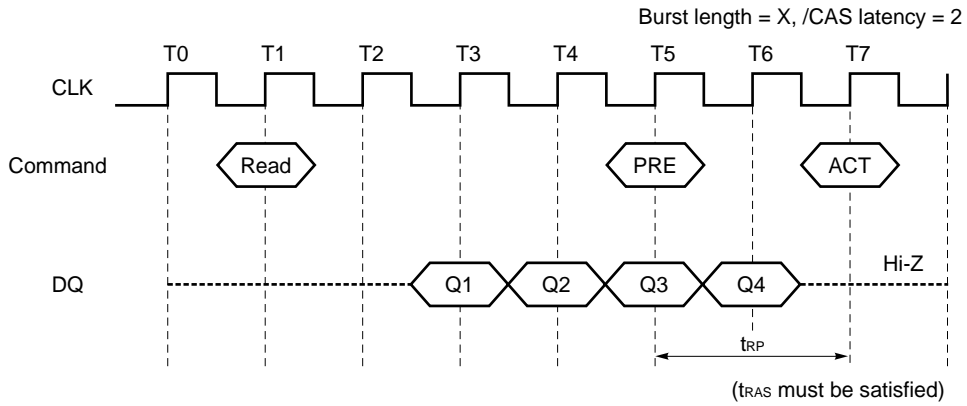 Burst length = X, /CAS latency = 2
T0 T1 T2 T3 T4 T5 T6 T7
CLK
Command Read PRE ACT
Hi-Z
DQ Q1 Q2 Q3 Q4
tRP
(tRAS must be satisfied)